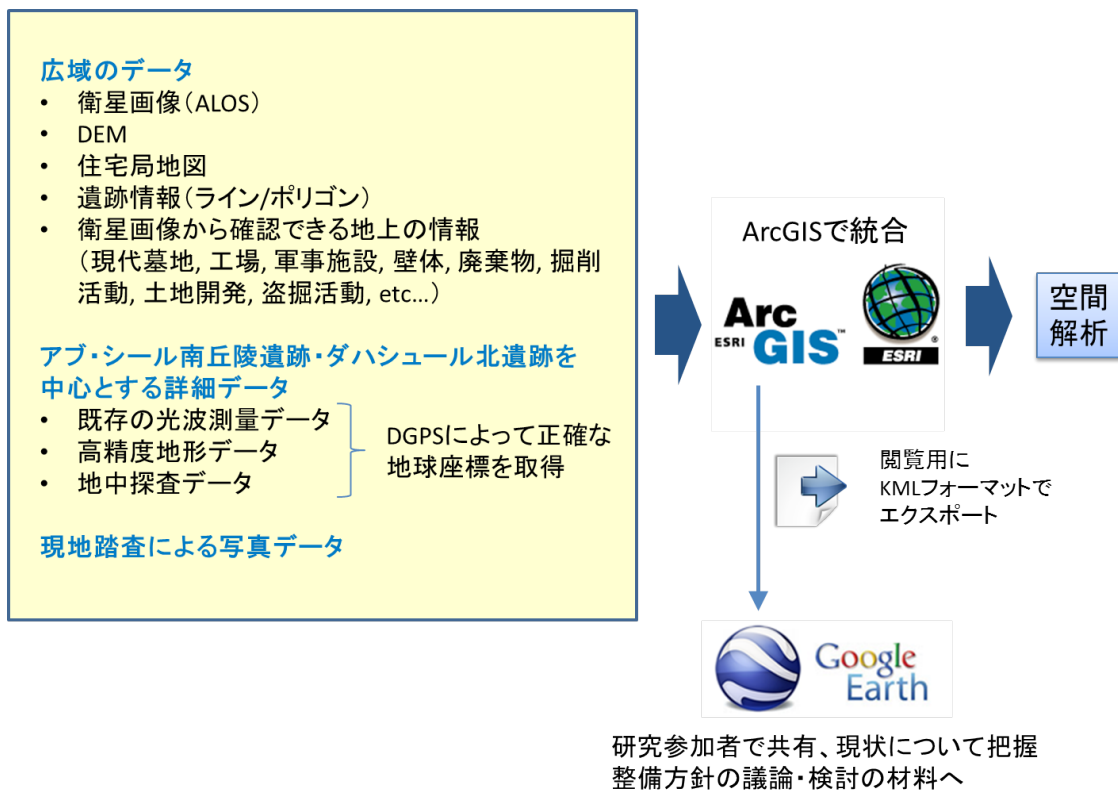 広域のデータ
• 衛星画像（ALOS）
• DEM
• 住宅局地図
• 遺跡情報（ライン/ポリゴン）
• 衛星画像から確認できる地上の情報
（現代墓地, 工場, 軍事施設, 壁体, 廃棄物, 掘削
活動, 土地開発, 盗掘活動, etc…）
アブ・シール南丘陵遺跡・ダハシュール北遺跡を
中心とする詳細データ
• 既存の光波測量データ
• 高精度地形データ
• 地中探査データ
DGPSによって正確な
地球座標を取得
現地踏査による写真データ
ArcGISで統合
Arc
ESRI GIS™
ESRI®
空間
解析
閲覧用に
KMLフォーマットで
エクスポート
Google
Earth
研究参加者で共有、現状について把握
整備方針の議論・検討の材料へ